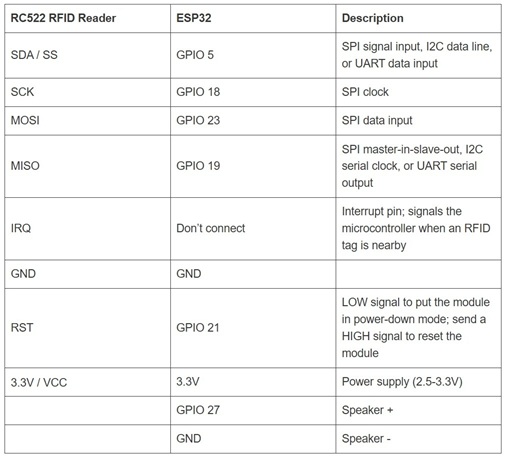 RC522 RFID Reader ESP32 Description
SDA / SS GPIO 5 SPI signal input, I2C data line,
or UART data input
SCK GPIO 18 SPI clock
MOSI GPIO 23 SPI data input
MISO GPIO 19 SPI master-in-slave-out, I2C
serial clock, or UART serial
output
IRQ Don’t connect Interrupt pin; signals the
microcontroller when an RFID
tag is nearby
GND GND
RST GPIO 21 LOW signal to put the module
in power-down mode; send a
HIGH signal to reset the
module
3.3V / VCC 3.3V Power supply (2.5-3.3V)
GPIO 27 Speaker +
GND Speaker -